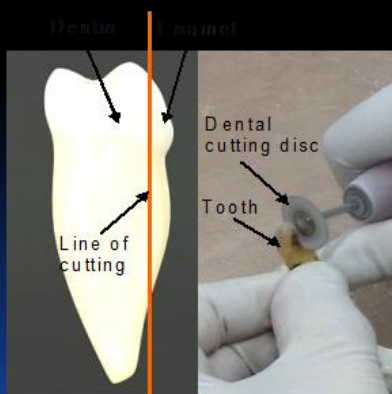 Dentin Enamel
Dental
cutting disc
Tooth
Line of
cutting